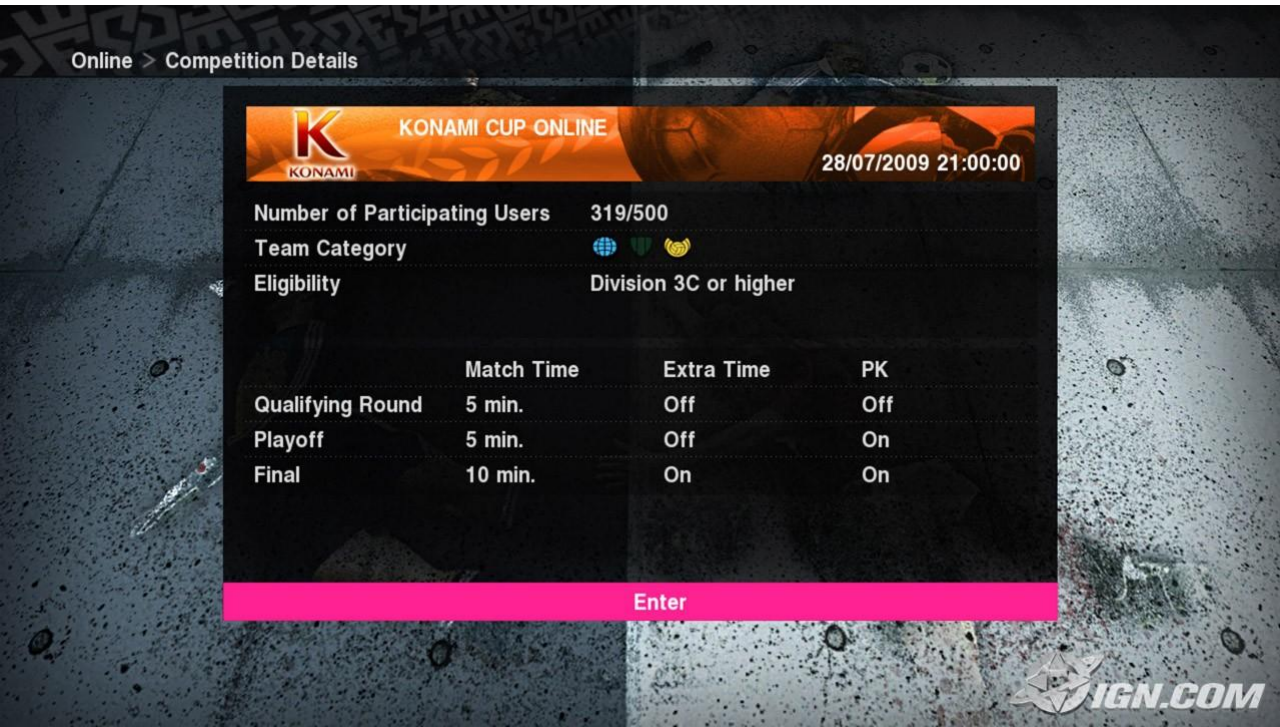 Online > Competition Details
K
KONAMI
KONAMI CUP ONLINE
28/07/2009 21:00:00
Number of Participating Users 319/500
Team Category
Eligibility Division 3C or higher
Match Time Extra Time PK
Qualifying Round 5 min. Off Off
Playoff 5 min. Off On
Final 10 min. On On
Enter
IGN.COM